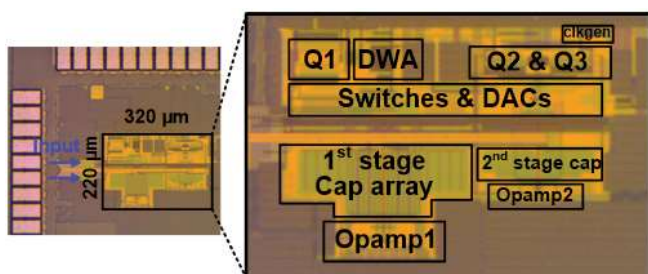 320 µm
Input
220 µm
clkgen
Q1
DWA
Q2 & Q3
Switches & DACs
1st stage
Cap array
2nd stage cap
Opamp2
Opamp1